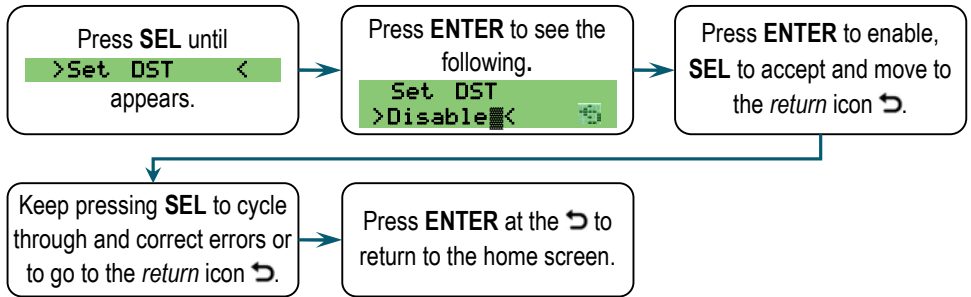 Press SEL until
>Set DST <
appears.
Press ENTER to see the
following.
Set DST
>Disable▓< ⮌
Press ENTER to enable,
SEL to accept and move to
the return icon ⮌.
Keep pressing SEL to cycle
through and correct errors or
to go to the return icon ⮌.
Press ENTER at the ⮌ to
return to the home screen.